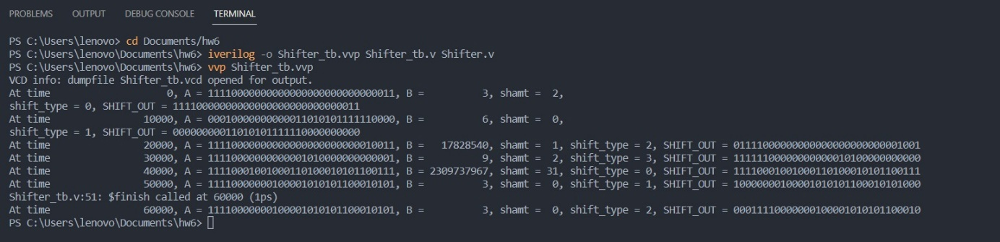 PROBLEMS OUTPUT DEBUG CONSOLE TERMINAL
PS C:\Users\lenovo> cd Documents/hw6
PS C:\Users\lenovo\Documents\hw6> iverilog -o Shifter_tb.vvp Shifter_tb.v Shifter.v
PS C:\Users\lenovo\Documents\hw6> vvp Shifter_tb.vvp
VCD info: dumpfile Shifter_tb.vcd opened for output.
At time                    0, A = 11110000000000000000000000000011, B =          3, shamt =  2,
shift_type = 0, SHIFT_OUT = 11110000000000000000000000000011
At time                10000, A = 00010000000000011010101111110000, B =          6, shamt =  0,
shift_type = 1, SHIFT_OUT = 00000000011010101111110000000000
At time                20000, A = 11110000000000000000000000010011, B =   17828540, shamt =  1, shift_type = 2, SHIFT_OUT = 01111000000000000000000000001001
At time                30000, A = 11110000000000001010000000000001, B =          9, shamt =  2, shift_type = 3, SHIFT_OUT = 11111100000000000010100000000000
At time                40000, A = 11110001001000110100010101100111, B = 2309737967, shamt = 31, shift_type = 0, SHIFT_OUT = 11110001001000110100010101100111
At time                50000, A = 11110000000100001010101100010101, B =          3, shamt =  0, shift_type = 1, SHIFT_OUT = 10000000100001010101100010101000
Shifter_tb.v:51: $finish called at 60000 (1ps)
At time                60000, A = 11110000000100001010101100010101, B =          3, shamt =  0, shift_type = 2, SHIFT_OUT = 00011110000000100001010101100010
PS C:\Users\lenovo\Documents\hw6>